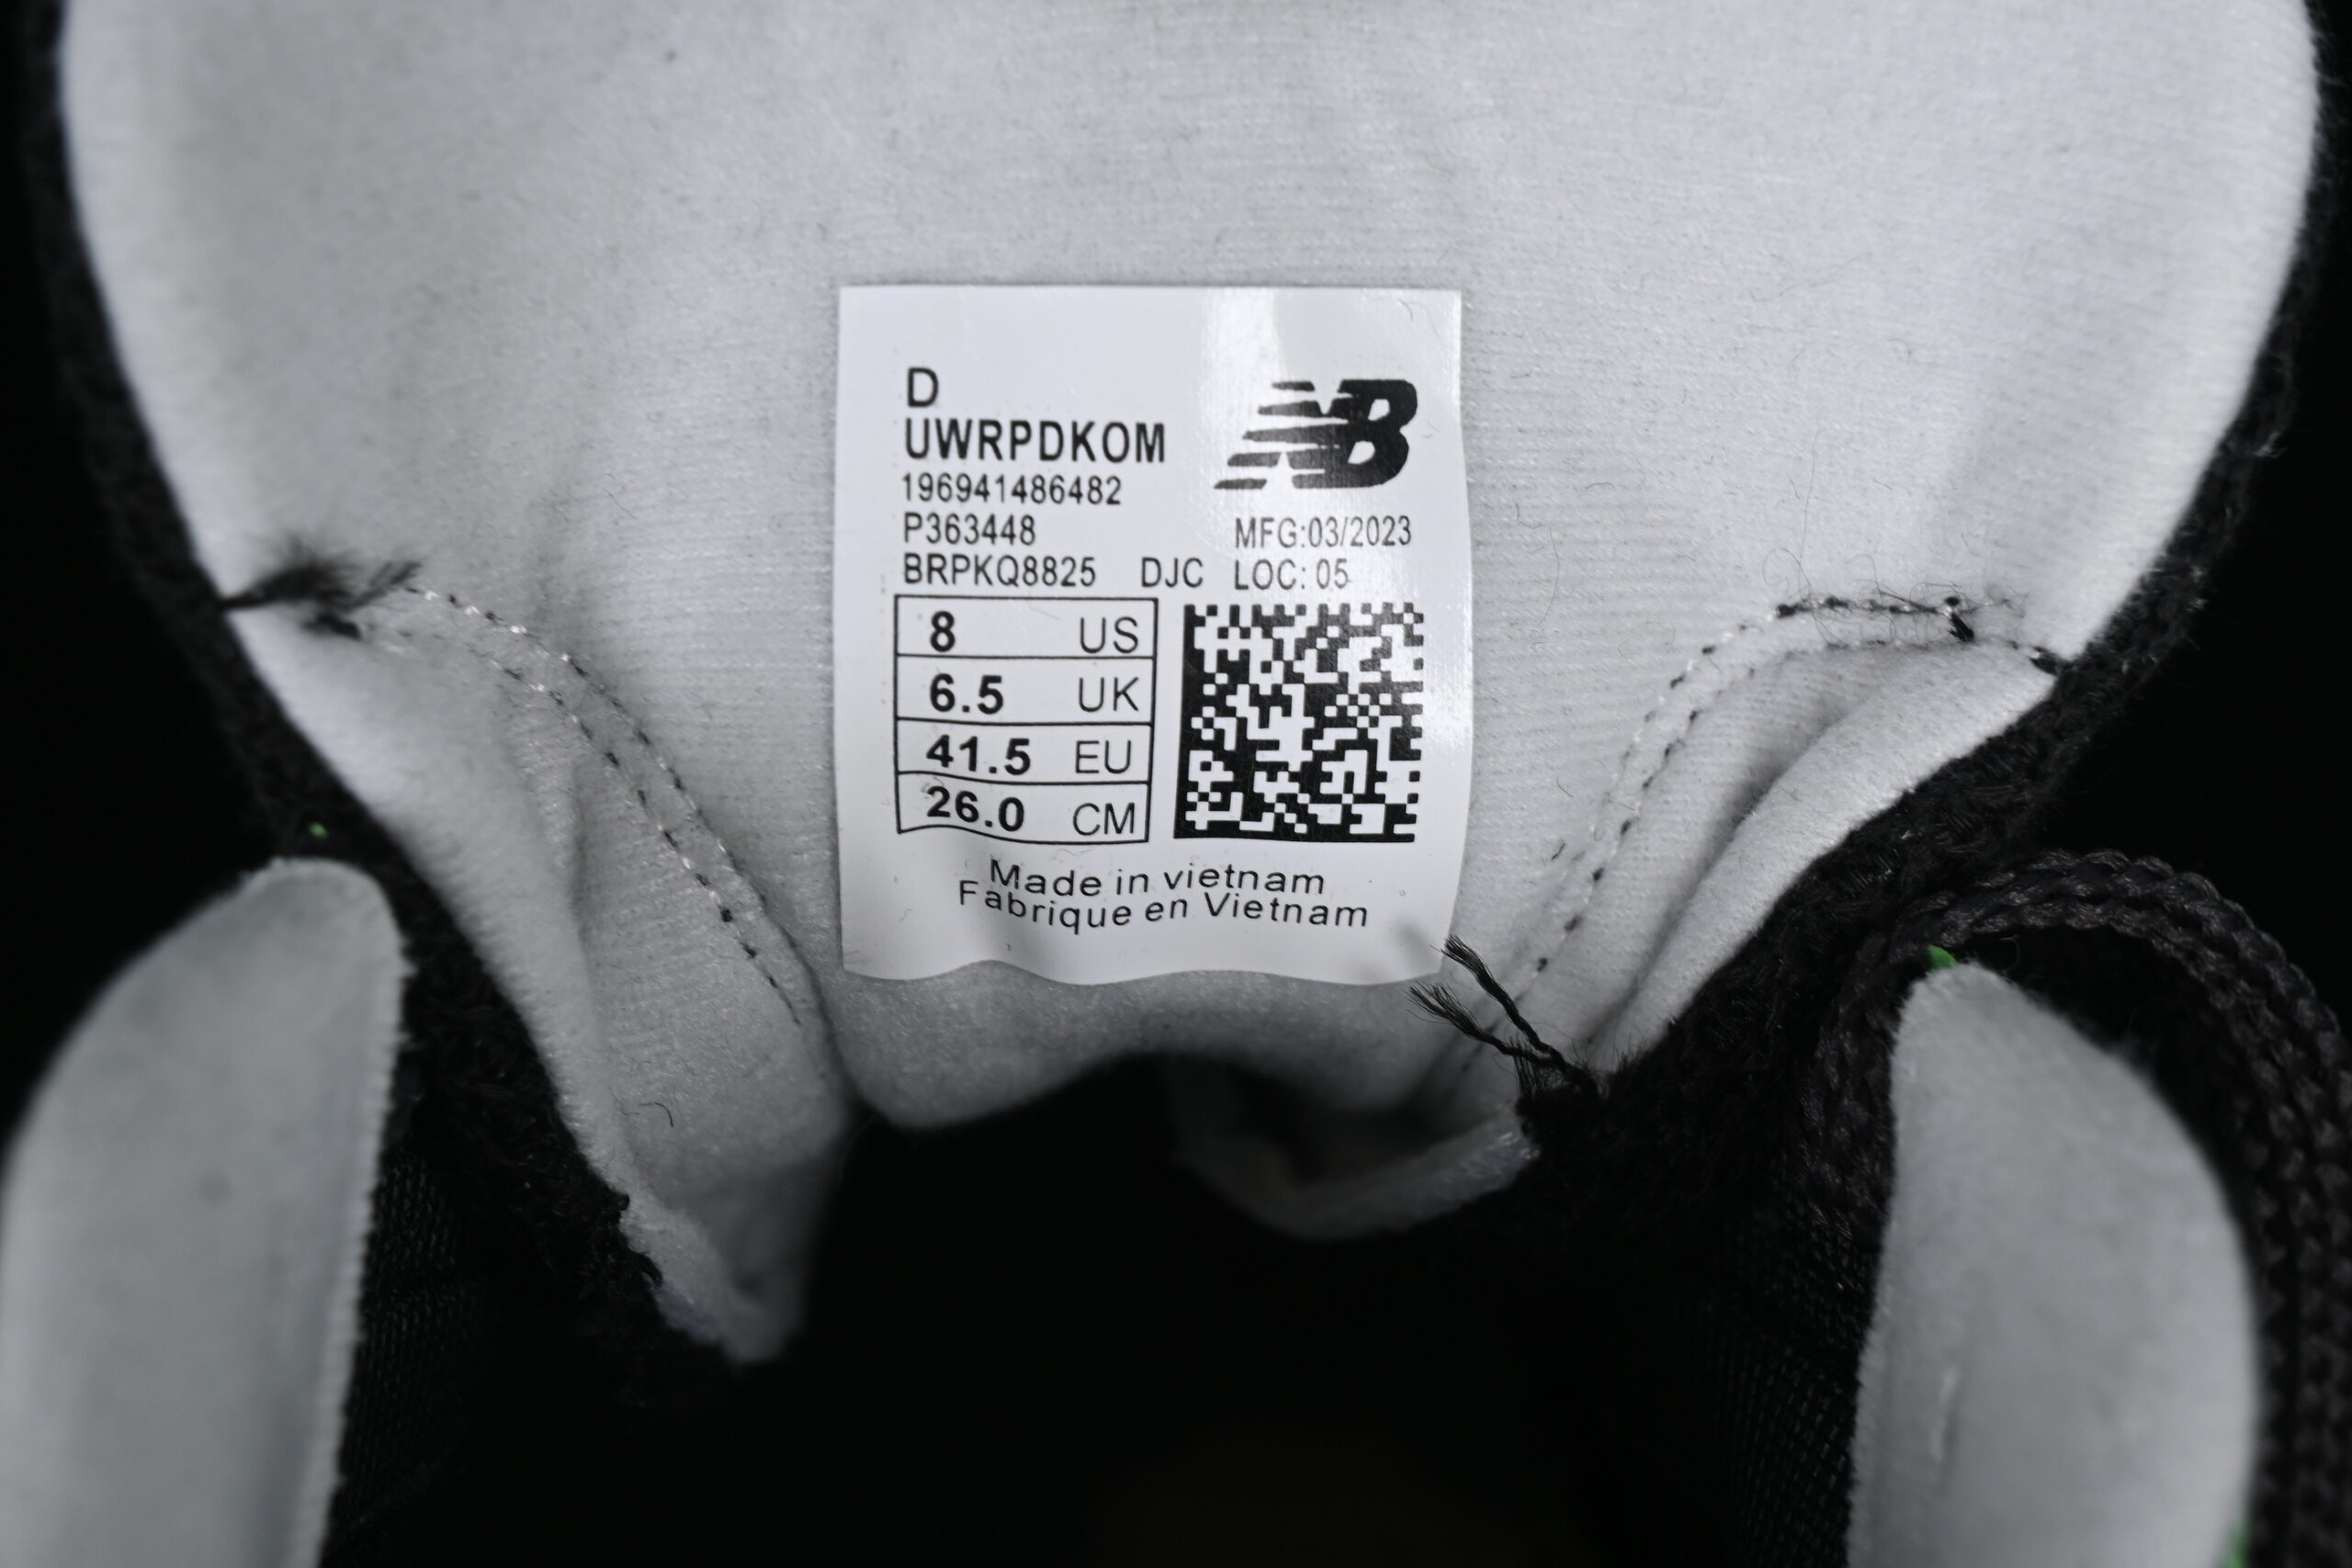 D
UWRPDKOM
NB
196941486482
P363448 MFG:03/2023
BRPKQ8825 DJC LOC: 05
8 US
6.5 UK
41.5 EU
26.0 CM
Made in vietnam
Fabrique en Vietnam